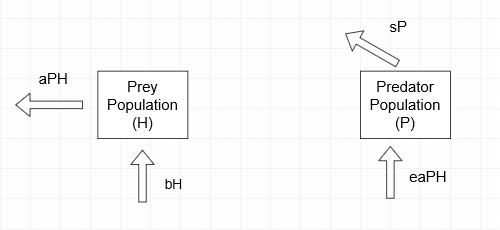 sP
aPH
Prey
Population
(H)
Predator
Population
(P)
bH
eaPH